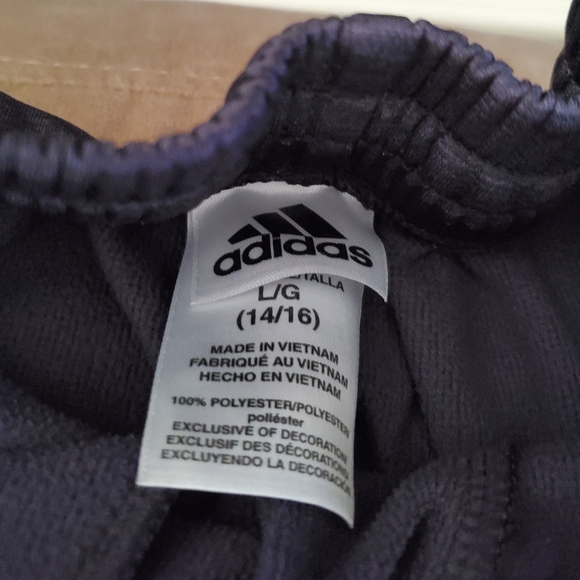 adidas
TALLA
L/G
(14/16)
MADE IN VIETNAM
FABRIQUÉ AU VIETNAM
HECHO EN VIETNAM
100% POLYESTER/POLYESTER/
poliéster
EXCLUSIVE OF DECORATION
EXCLUSIF DES DÉCORATIONS
EXCLUYENDO LA DECORACIÓN